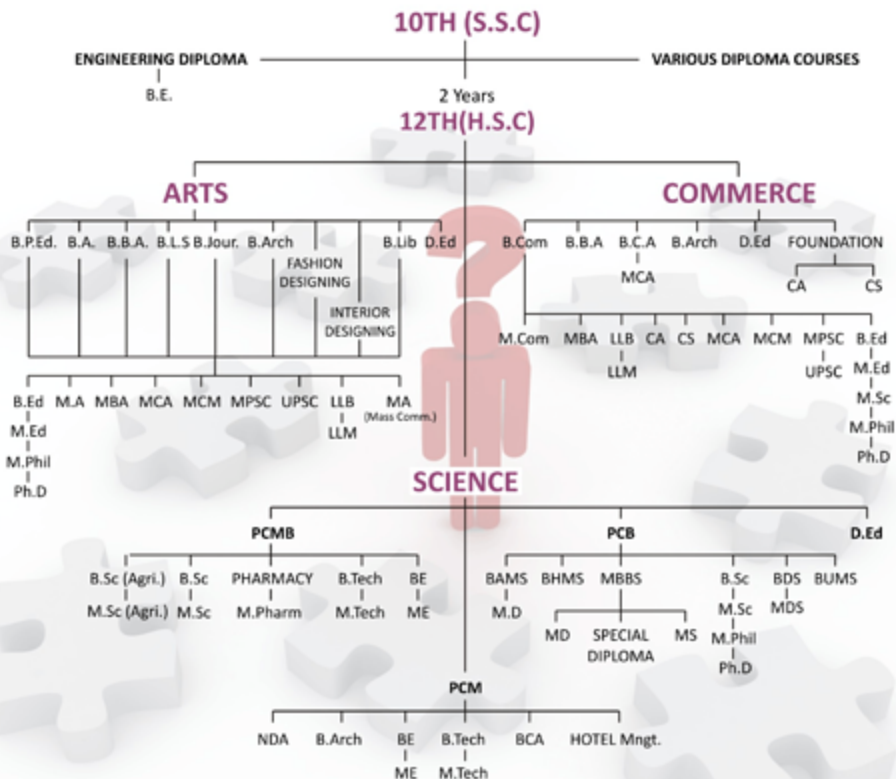 10TH (S.S.C)
ENGINEERING DIPLOMA
VARIOUS DIPLOMA COURSES
B.E.
2 Years
12TH(H.S.C)
ARTS
COMMERCE
B.P.Ed. B.A. B.B.A. B.L.S B.Jour. B.Arch B.Lib D.Ed
FASHION
DESIGNING
INTERIOR
DESIGNING
B.Ed M.A MBA MCA MCM MPSC UPSC LLB MA
(Mass Comm.)
M.Ed LLM
M.Phil
Ph.D
B.Com B.B.A B.C.A B.Arch D.Ed FOUNDATION
MCA CA CS
M.Com MBA LLB CA CS MCA MCM MPSC B.Ed
LLM UPSC M.Ed
M.Sc
M.Phil
Ph.D
SCIENCE
PCMB PCB D.Ed
B.Sc (Agri.) B.Sc PHARMACY B.Tech BE
M.Sc (Agri.) M.Sc M.Pharm M.Tech ME
BAMS BHMS MBBS B.Sc BDS BUMS
M.D M.Sc MDS
MD SPECIAL MS
DIPLOMA
M.Phil
Ph.D
PCM
NDA B.Arch BE B.Tech BCA HOTEL Mngt.
ME M.Tech